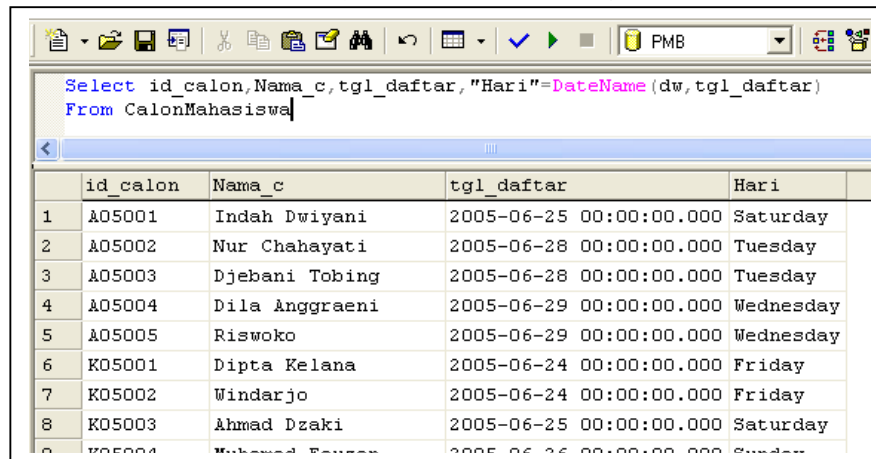 PMB
Select id_calon,Nama_c,tgl_daftar,"Hari"=DateName(dw,tgl_daftar)
From CalonMahasiswa
id_calon Nama_c tgl_daftar Hari
1 A05001 Indah Dwiyani 2005-06-25 00:00:00.000 Saturday
2 A05002 Nur Chahayati 2005-06-28 00:00:00.000 Tuesday
3 A05003 Djebani Tobing 2005-06-28 00:00:00.000 Tuesday
4 A05004 Dila Anggraeni 2005-06-29 00:00:00.000 Wednesday
5 A05005 Riswoko 2005-06-29 00:00:00.000 Wednesday
6 K05001 Dipta Kelana 2005-06-24 00:00:00.000 Friday
7 K05002 Windarjo 2005-06-24 00:00:00.000 Friday
8 K05003 Ahmad Dzaki 2005-06-25 00:00:00.000 Saturday